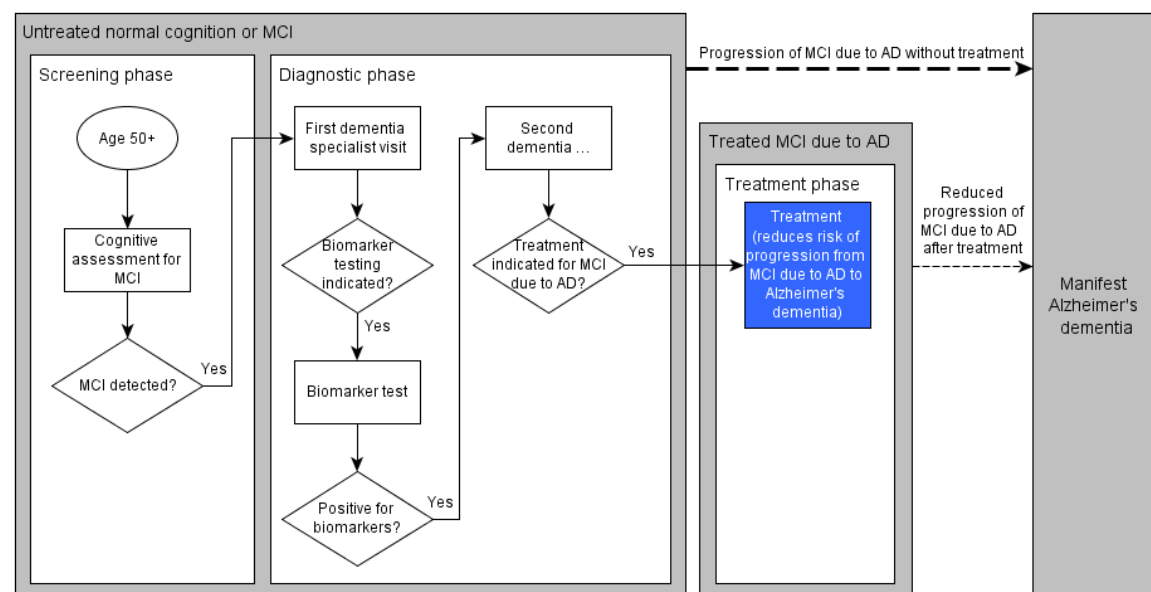 Untreated normal cognition or MCI
Screening phase
Age 50+
Cognitive
assessment for
MCI
MCI detected?
Yes
Diagnostic phase
First dementia
specialist visit
Biomarker
testing
indicated?
Yes
Biomarker test
Positive for
biomarkers?
Yes
Second
dementia ...
Treatment
indicated for MCI
due to AD?
Yes
Progression of MCI due to AD without treatment
Treated MCI due to AD
Treatment phase
Treatment
(reduces risk of
progression from
MCI due to AD to
Alzheimer's
dementia)
Reduced
progression of
MCI due to AD
after treatment
Manifest
Alzheimer's
dementia